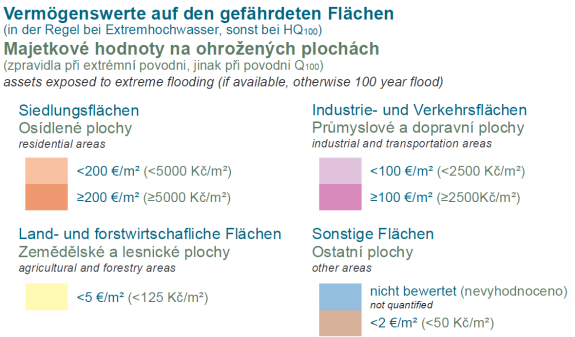 Vermögenswerte auf den gefährdeten Flächen
(in der Regel bei Extremhochwasser, sonst bei HQ100)
Majetkové hodnoty na ohrožených plochách
(zpravidla při extrémní povodni, jinak při povodni Q100)
assets exposed to extreme flooding (if available, otherwise 100 year flood)
Siedlungsflächen
Osídlené plochy
residential areas
<200 €/m² (<5000 Kč/m²)
≥200 €/m² (≥5000 Kč/m²)
Industrie- und Verkehrsflächen
Průmyslové a dopravní plochy
industrial and transportation areas
<100 €/m² (<2500 Kč/m²)
≥100 €/m² (≥2500Kč/m²)
Land- und forstwirtschafliche Flächen
Zemědělské a lesnické plochy
agricultural and forestry areas
<5 €/m² (<125 Kč/m²)
Sonstige Flächen
Ostatní plochy
other areas
nicht bewertet (nevyhodnoceno)
not quantified
<2 €/m² (<50 Kč/m²)